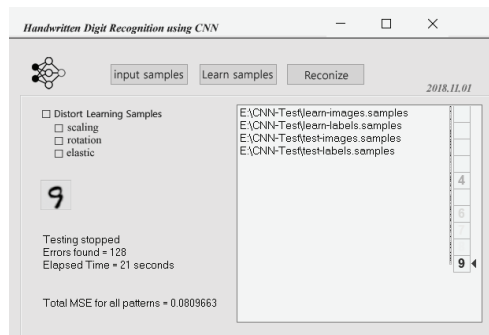 Handwritten Digit Recognition using CNN
input samples
Learn samples
Reconize
2018.11.01
Distort Learning Samples
scaling
rotation
elastic
E:\CNN-Test\learn-images.samples
E:\CNN-Test\learn-labels.samples
E:\CNN-Test\test-images.samples
E:\CNN-Test\test-labels.samples
4
6
7
9
9
Testing stopped
Errors found = 128
Elapsed Time = 21 seconds
Total MSE for all patterns = 0.0809663